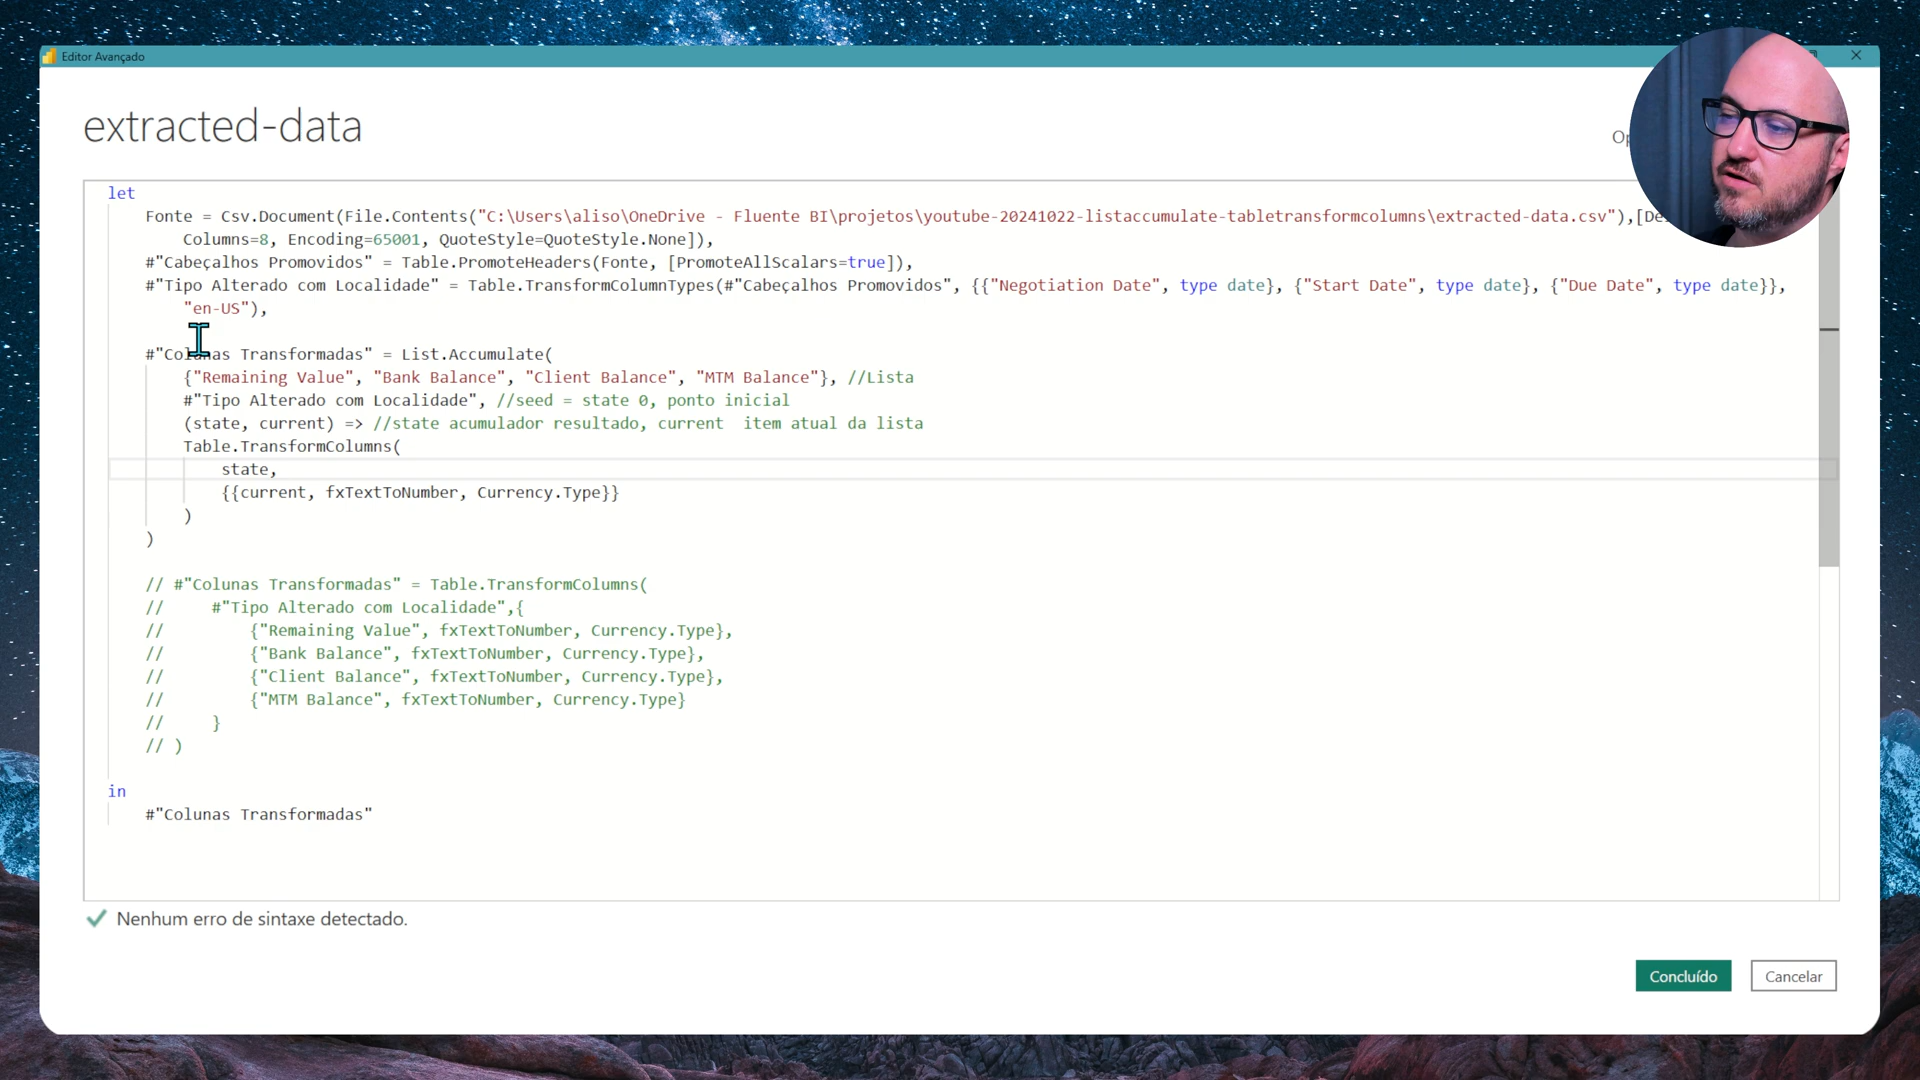 Editor Avançado
extracted-data
let
Fonte = Csv.Document(File.Contents("C:\Users\aliso\OneDrive - Fluente BI\projetos\youtube-20241022-listaccumulate-tabletransformcolumns\extracted-data.csv"),[
Columns=8, Encoding=65001, QuoteStyle=QuoteStyle.None]),
#"Cabeçalhos Promovidos" = Table.PromoteHeaders(Fonte, [PromoteAllScalars=true]),
#"Tipo Alterado com Localidade" = Table.TransformColumnTypes(#"Cabeçalhos Promovidos", {{"Negotiation Date", type date}, {"Start Date", type date}, {"Due Date", type date}},
"en-US"),
#"Colunas Transformadas" = List.Accumulate(
{"Remaining Value", "Bank Balance", "Client Balance", "MTM Balance"}, //Lista
#"Tipo Alterado com Localidade", //seed = state 0, ponto inicial
(state, current) => //state acumulador resultado, current  item atual da lista
Table.TransformColumns(
state,
{{current, fxTextToNumber, Currency.Type}}
)
)
// #"Colunas Transformadas" = Table.TransformColumns(
//     #"Tipo Alterado com Localidade",{
//         {"Remaining Value", fxTextToNumber, Currency.Type},
//         {"Bank Balance", fxTextToNumber, Currency.Type},
//         {"Client Balance", fxTextToNumber, Currency.Type},
//         {"MTM Balance", fxTextToNumber, Currency.Type}
//     }
// )
in
#"Colunas Transformadas"
Nenhum erro de sintaxe detectado.
Concluído
Cancelar